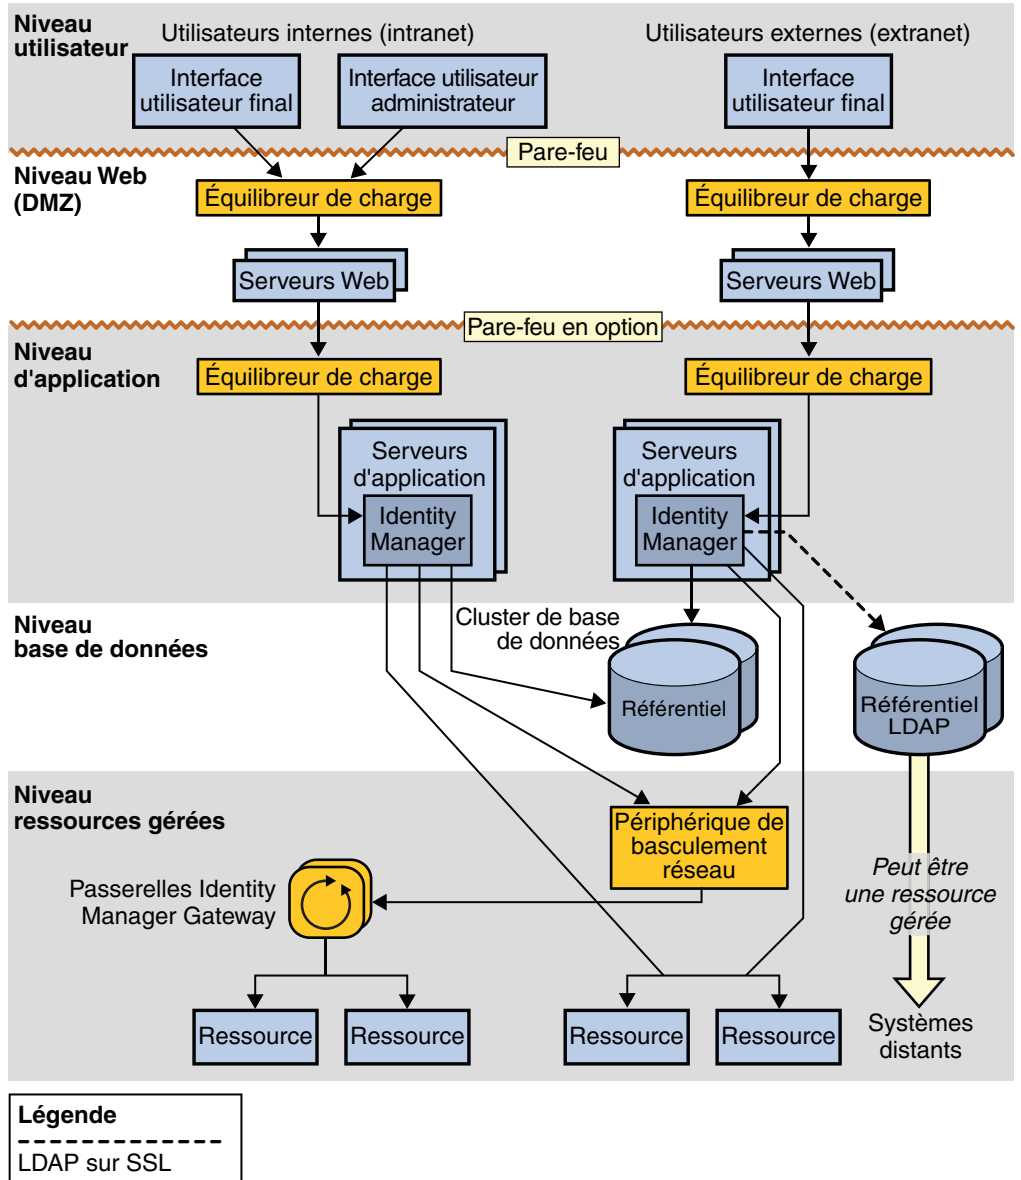 Niveau
utilisateur
Utilisateurs internes (intranet)
Utilisateurs externes (extranet)
Interface
utilisateur final
Interface utilisateur
administrateur
Interface
utilisateur final
Pare-feu
Niveau Web
(DMZ)
Équilibreur de charge
Équilibreur de charge
Serveurs Web
Serveurs Web
Pare-feu en option
Niveau
d'application
Équilibreur de charge
Équilibreur de charge
Serveurs
d'application
Identity
Manager
Serveurs
d'application
Identity
Manager
Niveau
base de données
Cluster de base
de données
Référentiel
Référentiel
LDAP
Niveau
ressources gérées
Périphérique de
basculement
réseau
Passerelles Identity
Manager Gateway
Peut être
une ressource
gérée
Ressource
Ressource
Ressource
Ressource
Systèmes
distants
Légende
LDAP sur SSL